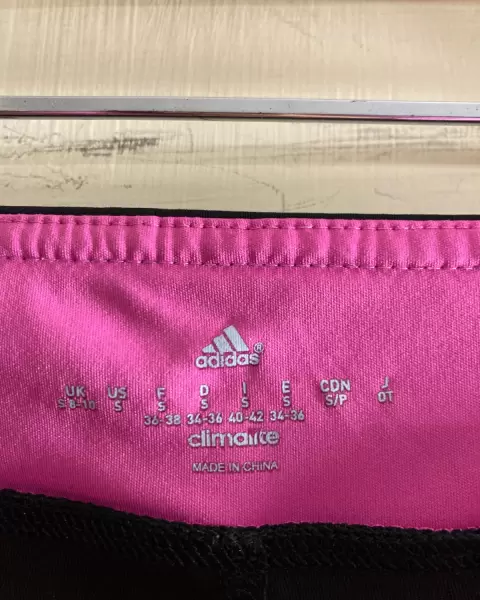 adidas®
UK US F D I E CDN J
S/8-10 S S S S S S/P OT
36-38 34-36 40-42 34-36
climalite
MADE IN CHINA